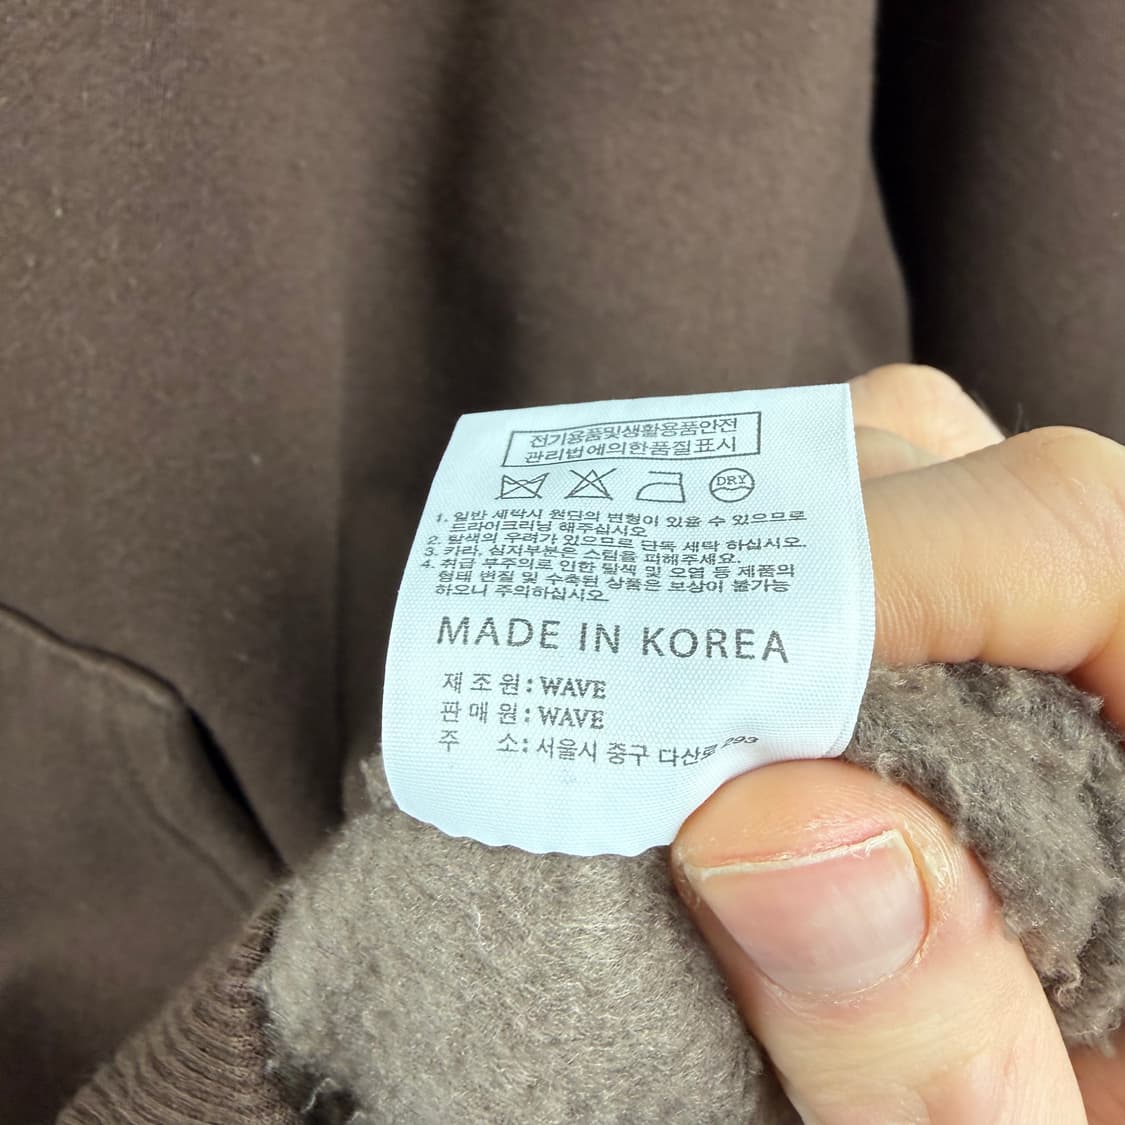 전기용품및생활용품안전
관리법에의한품질표시
DRY
1. 일반 세탁시 원단의 변형이 있을 수 있으므로
드라이크리닝 해주십시오
2. 탈색의 우려가 있으므로 단독 세탁 하십시오.
3. 카라, 심지부분은 스팀을 피해주세요.
4. 취급 부주의로 인한 탈색 및 오염 등 제품의
형태 변질 및 수축된 상품은 보상이 불가능
하오니 주의하십시오
MADE IN KOREA
제 조 원 : WAVE
판 매 원 : WAVE
주 소 : 서울시 중구 다산로 293